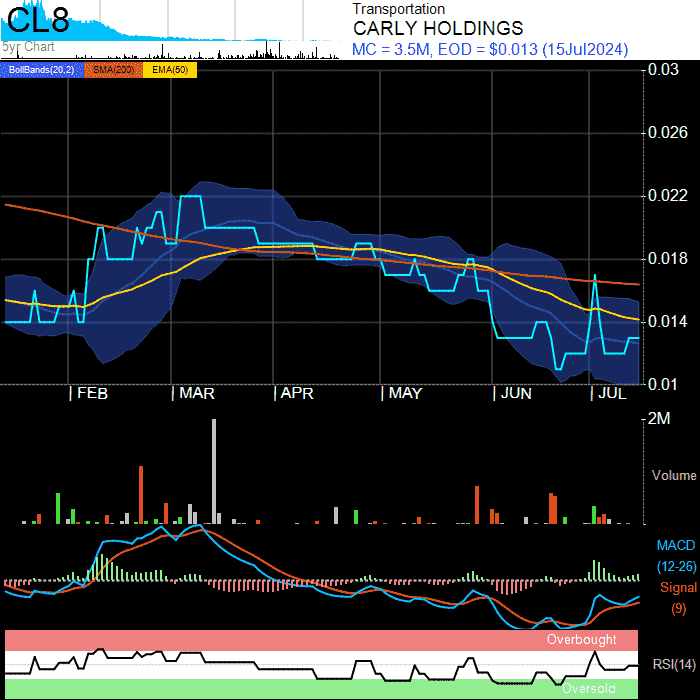 CL8
5yr Chart
Transportation
CARLY HOLDINGS
MC = 3.5M, EOD = $0.013 (15Jul2024)
BollBands(20,2) SMA(200) EMA(50)
0.03
0.026
0.022
0.018
0.014
0.01
FEB MAR APR MAY JUN JUL
2M
Volume
MACD
(12-26)
Signal
(9)
Overbought
RSI(14)
Oversold